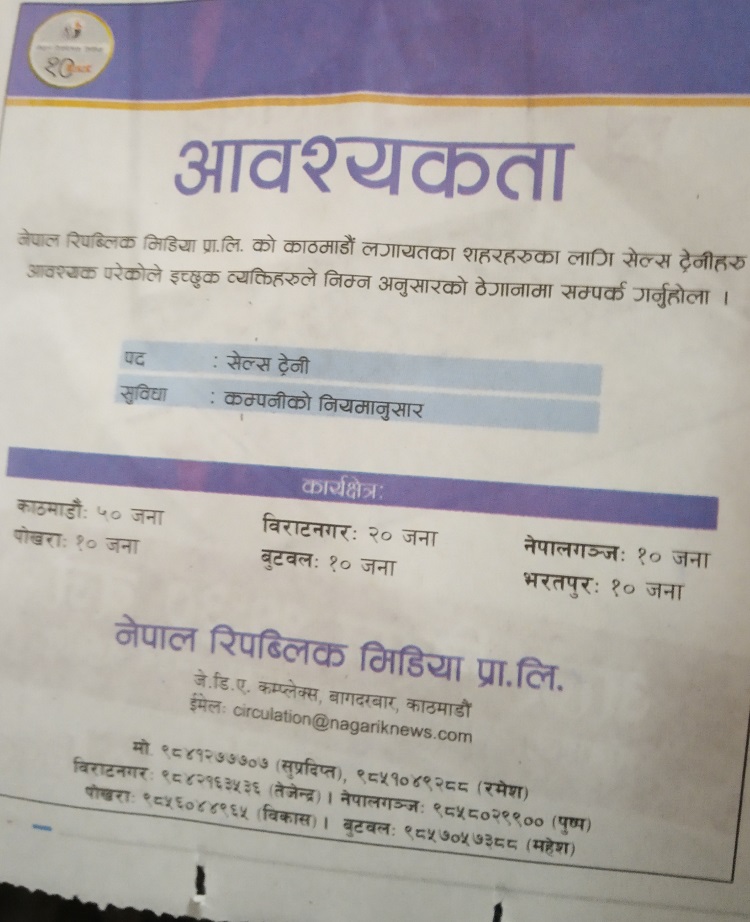 १०
आवश्यकता
नेपाल रिपब्लिक मिडिया प्रा.लि. को काठमाडौं लगायतका शहरहरुका लागि सेल्स ट्रेनीहरु
आवश्यक परेकोले इच्छुक व्यक्तिहरुले निम्न अनुसारको ठेगानामा सम्पर्क गर्नुहोला ।
पद : सेल्स ट्रेनी
सुविधा : कम्पनीको नियमानुसार
कार्यक्षेत्र:
काठमाडौं: ५० जना विराटनगर: २० जना नेपालगञ्ज: १० जना
पोखरा: १० जना बुटवल: १० जना भरतपुर: १० जना
नेपाल रिपब्लिक मिडिया प्रा.लि.
जे.डि.ए. कम्प्लेक्स, बागदरबार, काठमाडौं
ईमेल: circulation@nagariknews.com
मो. ९८४१२७७७०७ (सुप्रदिप्त), ९८५१०४९२८८ (रमेश)
विराटनगर: ९८४२१६३५३६ (तेजेन्द्र) । नेपालगञ्ज: ९८५८०२९९०० (पुष्प)
पोखरा: ९८५६०४४९६५ (विकास) । बुटवल: ९८५७०५७३८८ (महेश)